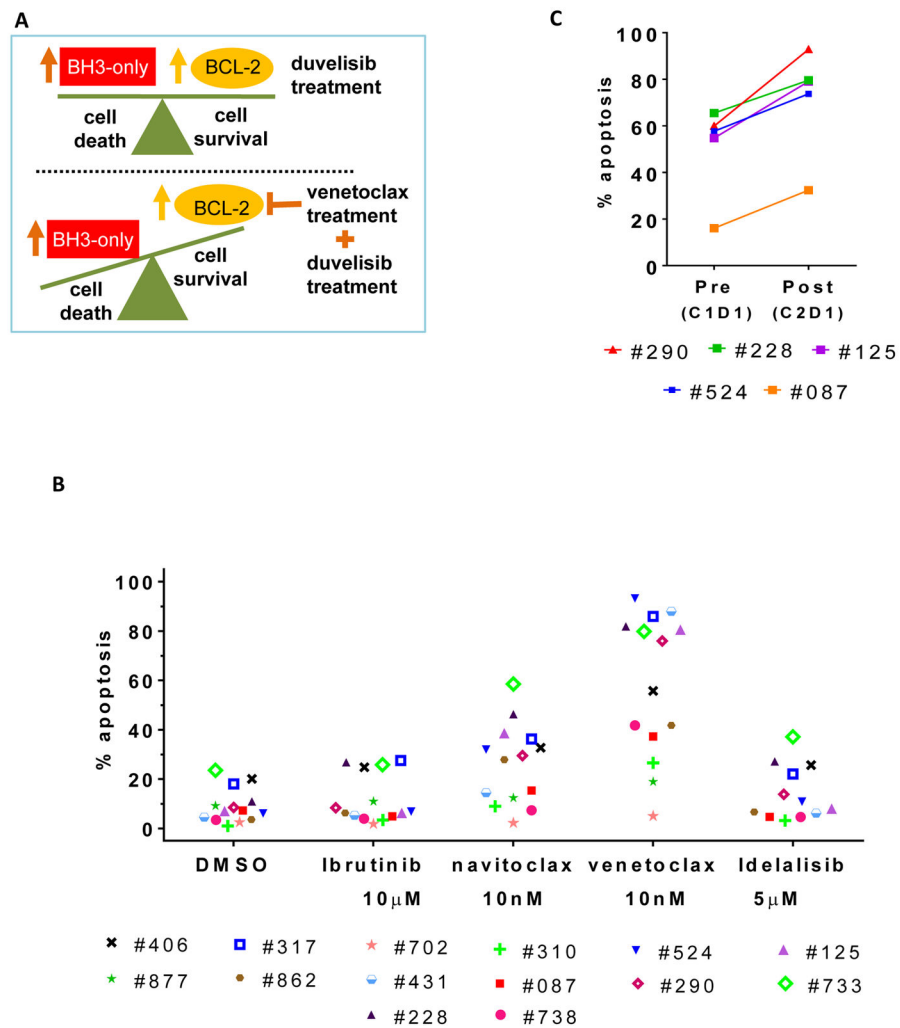 A
BH3-only
BCL-2
duvelisib
treatment
cell
death
cell
survival
BCL-2
venetoclax
treatment
BH3-only
cell
survival
duvelisib
treatment
cell
death
C
% apoptosis
100
80
60
40
20
0
Pre
(C1D1)
Post
(C2D1)
#290 #228 #125
#524 #087
B
% apoptosis
100
80
60
40
20
0
DMSO Ibrutinib navitoclax venetoclax Idelalisib
10μM 10nM 10nM 5μM
#406 #317 #702 #310 #524 #125
#877 #862 #431 #087 #290 #733
#228 #738